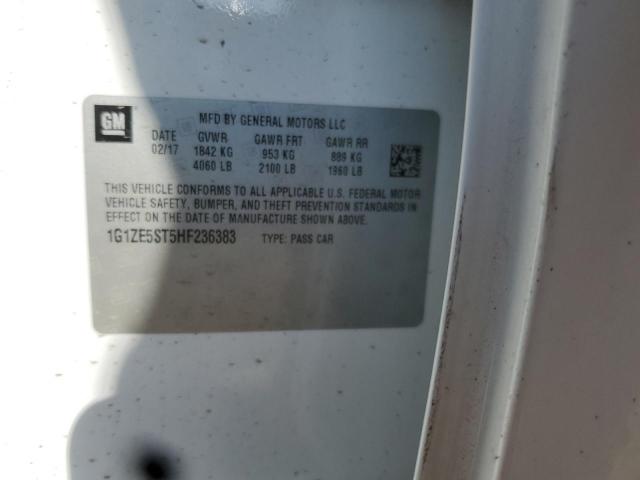 GM
MFD BY GENERAL MOTORS LLC
DATE GVWR GAWR FRT GAWR RR
02/17 1842 KG 953 KG 889 KG
4060 LB 2100 LB 1960 LB
THIS VEHICLE CONFORMS TO ALL APPLICABLE U.S. FEDERAL MOTOR
VEHICLE SAFETY, BUMPER, AND THEFT PREVENTION STANDARDS IN
EFFECT ON THE DATE OF MANUFACTURE SHOWN ABOVE.
1G1ZE5ST5HF236383 TYPE: PASS CAR